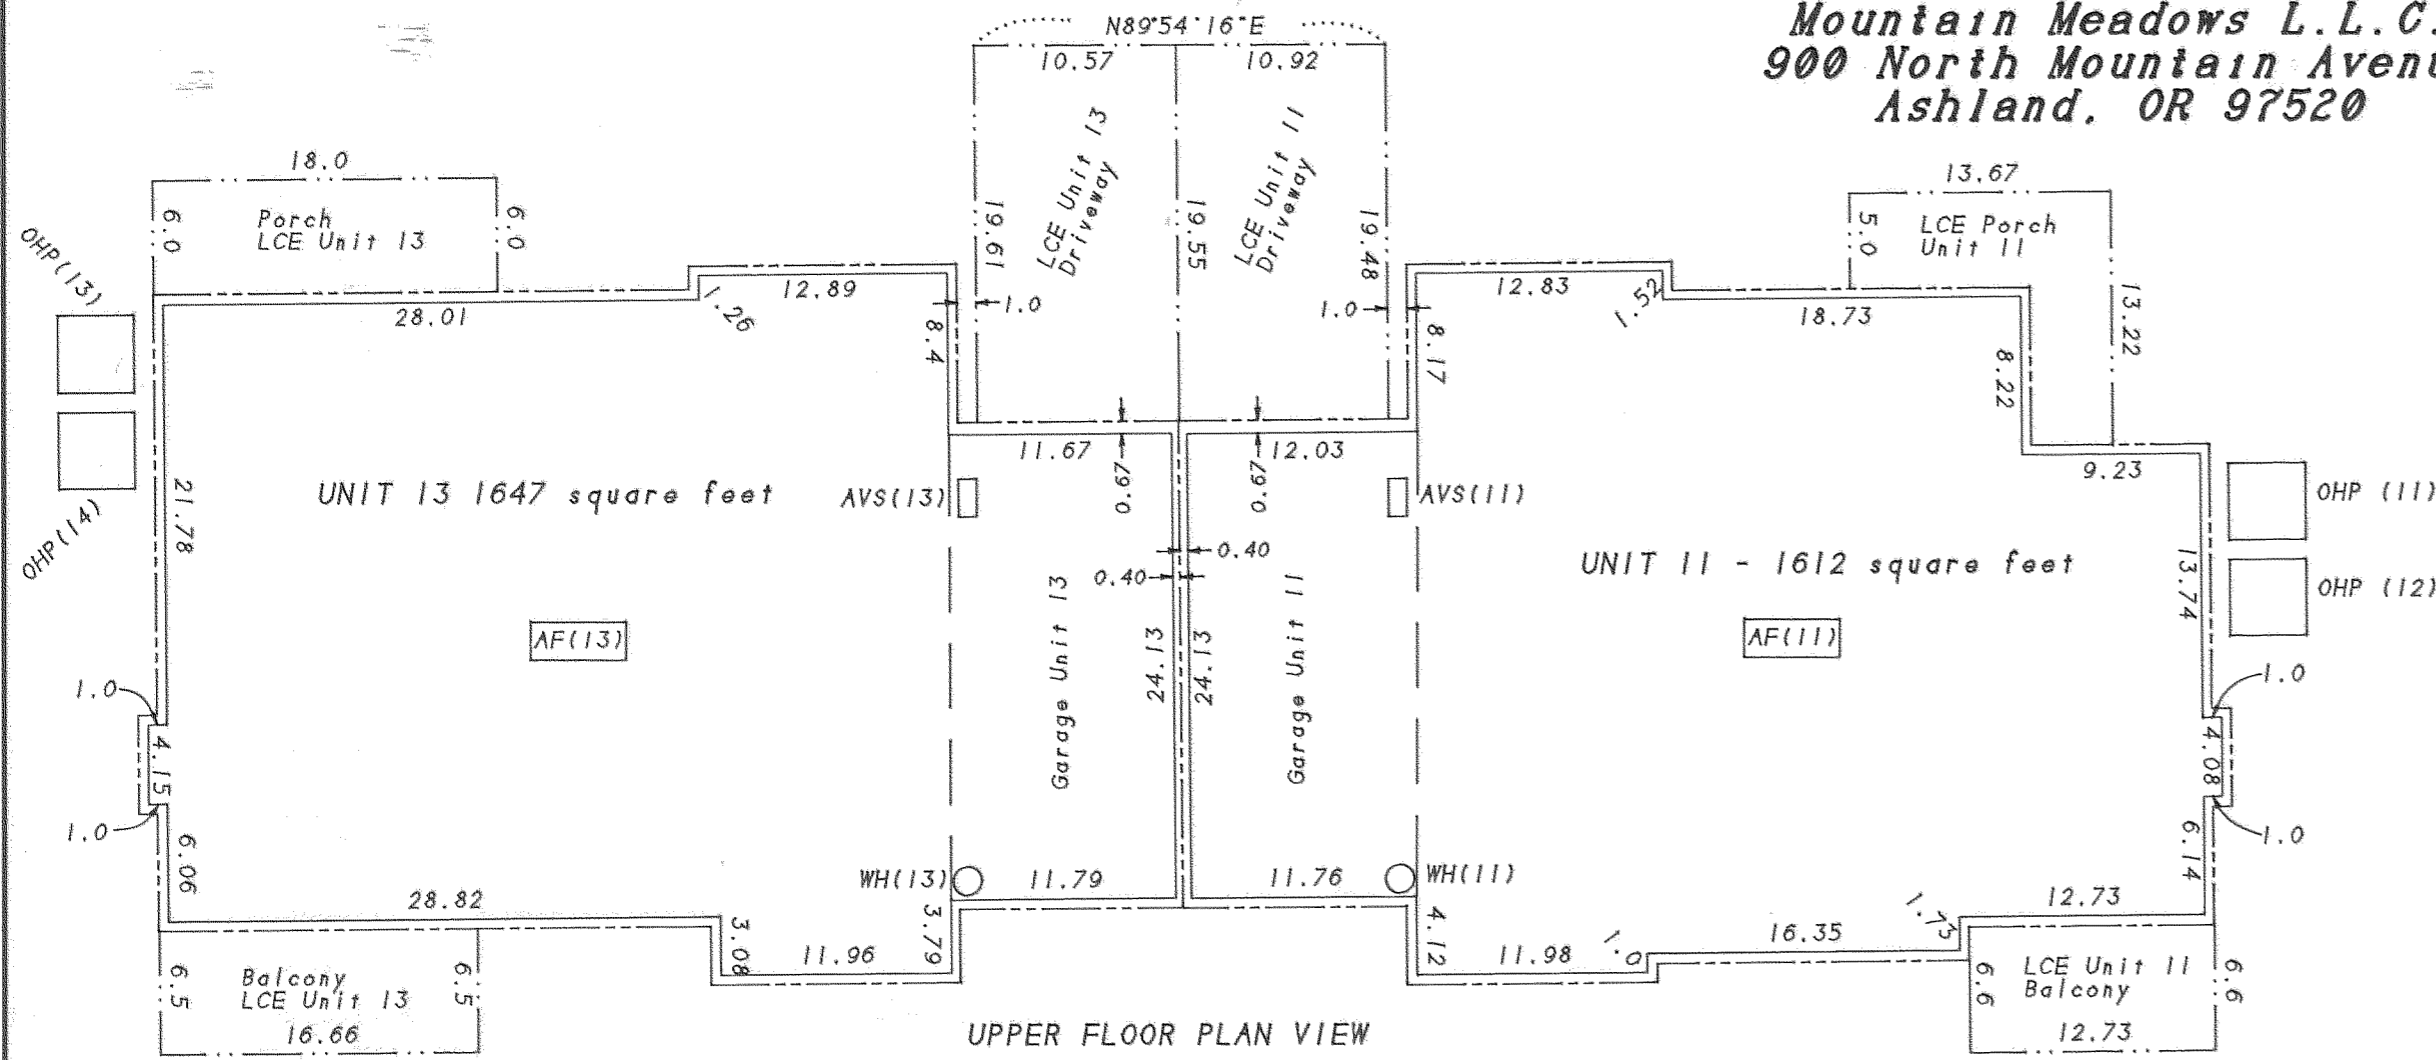 Mountain Meadows L.L.C.
900 North Mountain Avenu
Ashland, OR 97520
N89°54'16"E
10.57
10.92
LCE Unit 13
Driveway
LCE Unit 11
Driveway
19.61
19.55
19.48
18.0
6.0
Porch
LCE Unit 13
6.0
13.67
5.0
LCE Porch
Unit 11
13.22
OHP(13)
OHP(14)
28.01
1.26
12.89
8.4
1.0
1.0
12.83
1.52
18.73
8.17
8.22
9.23
11.67
0.67
0.67
12.03
21.78
UNIT 13 1647 square feet
AVS(13)
AVS(11)
OHP (11)
OHP (12)
0.40
0.40
UNIT 11 - 1612 square feet
13.74
AF(13)
AF(11)
Garage Unit 13
24.13
24.13
Garage Unit 11
1.0
4.15
1.0
6.06
1.0
4.08
1.0
6.14
WH(13)
11.79
11.76
WH(11)
28.82
3.08
11.96
3.79
4.12
11.98
1.0
16.35
1.73
12.73
6.5
Balcony
LCE Unit 13
6.5
16.66
6.6
LCE Unit 11
Balcony
6.6
12.73
UPPER FLOOR PLAN VIEW